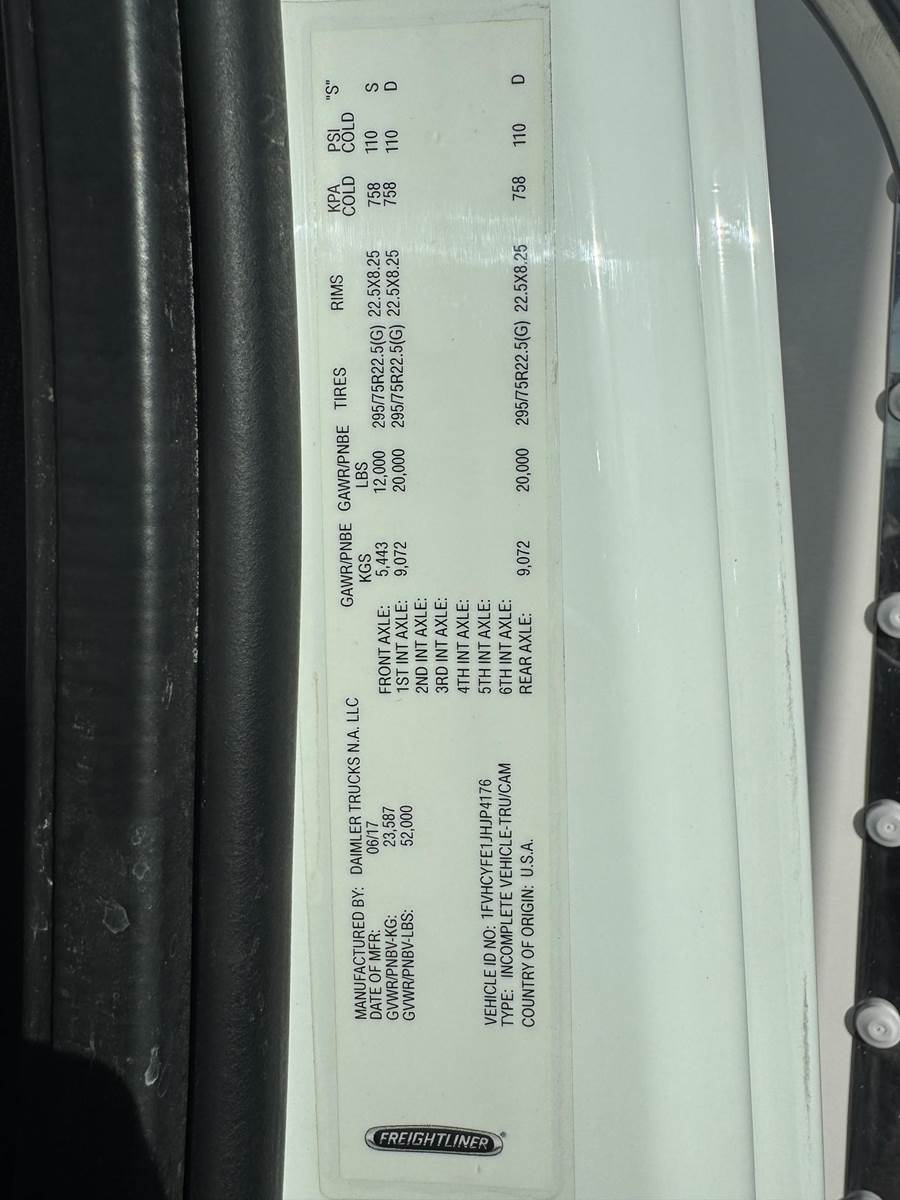 FREIGHTLINER®
MANUFACTURED BY: DAIMLER TRUCKS N.A. LLC
DATE OF MFR: 06/17
GVWR/PNBV-KG: 23,587
GVWR/PNBV-LBS: 52,000
VEHICLE ID NO: 1FVHCYFE1JHJP4176
TYPE: INCOMPLETE VEHICLE-TRU/CAM
COUNTRY OF ORIGIN: U.S.A.
GAWR/PNBE GAWR/PNBE TIRES RIMS KPA PSI "S"
KGS LBS COLD COLD
FRONT AXLE: 5,443 12,000 295/75R22.5(G) 22.5X8.25 758 110 S
1ST INT AXLE: 9,072 20,000 295/75R22.5(G) 22.5X8.25 758 110 D
2ND INT AXLE:
3RD INT AXLE:
4TH INT AXLE:
5TH INT AXLE:
6TH INT AXLE:
REAR AXLE: 9,072 20,000 295/75R22.5(G) 22.5X8.25 758 110 D